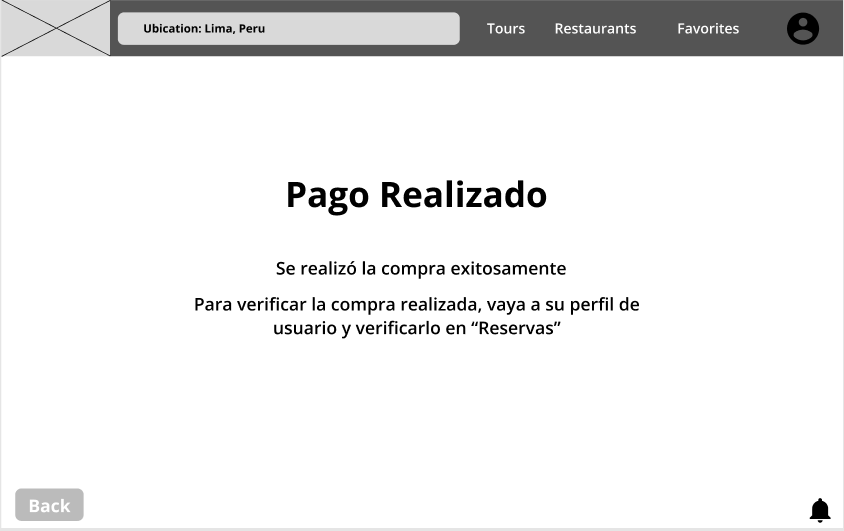 Ubication: Lima, Peru
Tours
Restaurants
Favorites
Pago Realizado
Se realizó la compra exitosamente
Para verificar la compra realizada, vaya a su perfil de
usuario y verificarlo en “Reservas”
Back